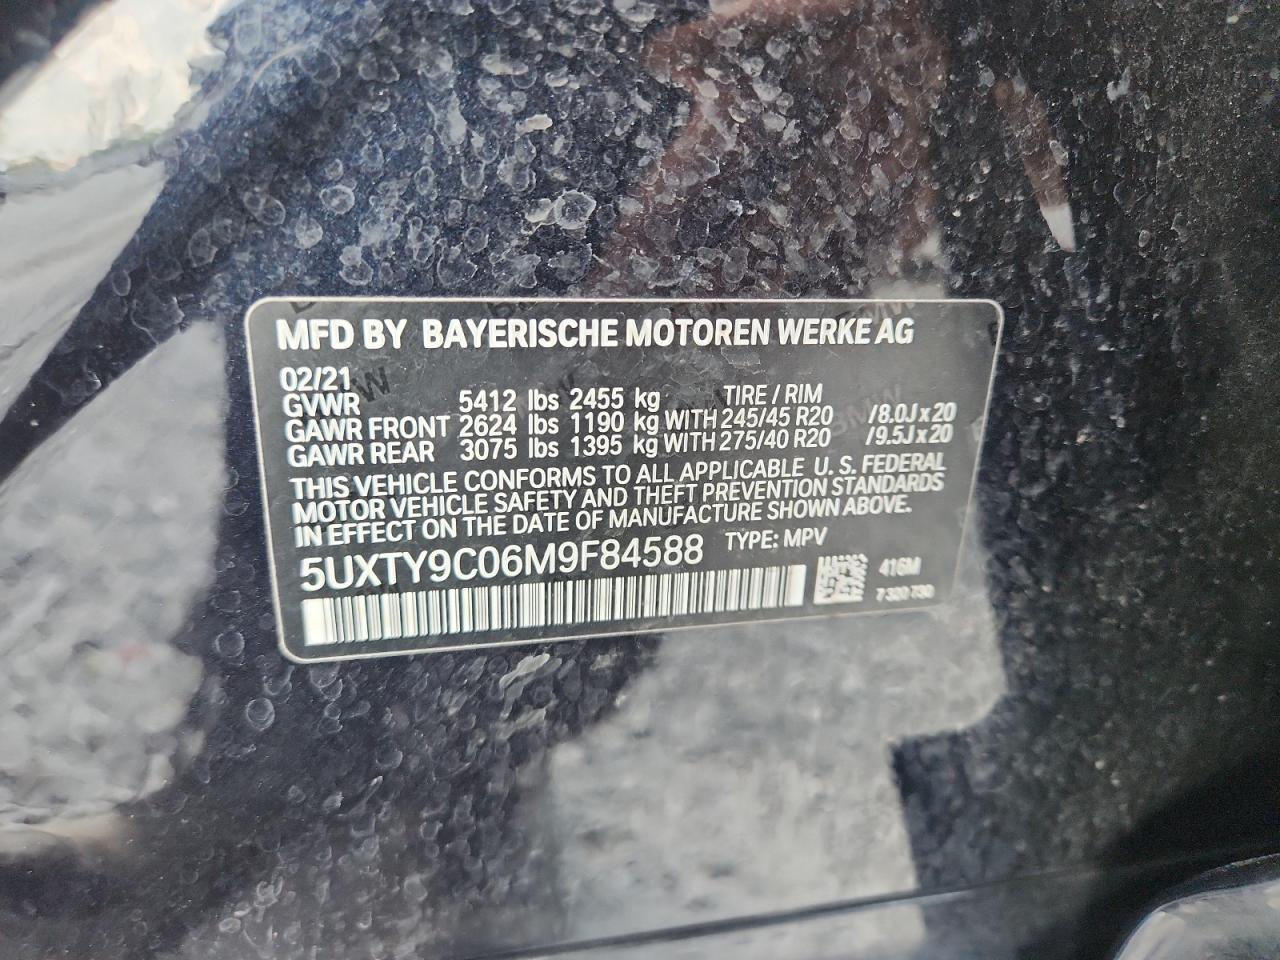 MFD BY BAYERISCHE MOTOREN WERKE AG
02/21
GVWR 5412 lbs 2455 kg TIRE / RIM
GAWR FRONT 2624 lbs 1190 kg WITH 245/45 R20 /8.0J x 20
GAWR REAR 3075 lbs 1395 kg WITH 275/40 R20 /9.5J x 20
THIS VEHICLE CONFORMS TO ALL APPLICABLE U. S. FEDERAL
MOTOR VEHICLE SAFETY AND THEFT PREVENTION STANDARDS
IN EFFECT ON THE DATE OF MANUFACTURE SHOWN ABOVE.
5UXTY9C06M9F84588 TYPE: MPV
416M
7 320 730